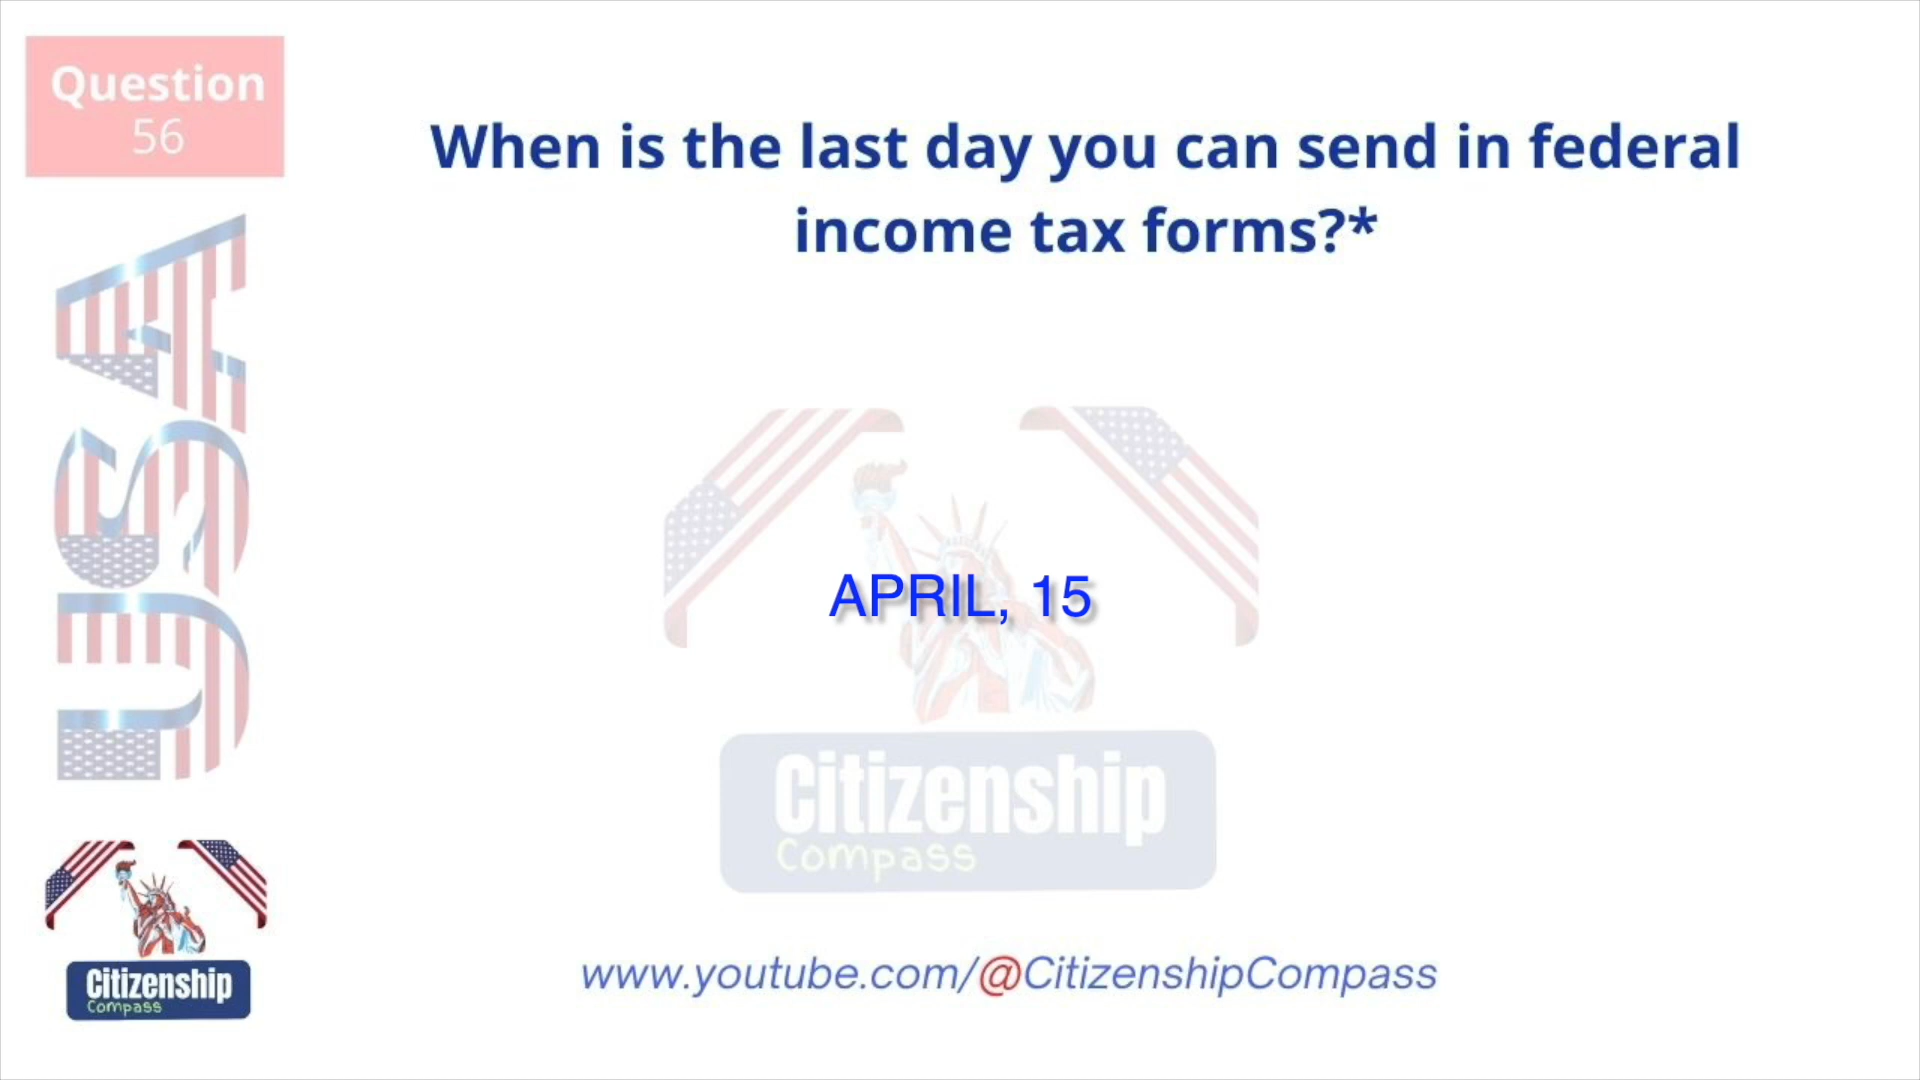 Question
56
When is the last day you can send in federal
income tax forms?*
USA
APRIL, 15
Citizenship
Compass
Citizenship
Compass
www.youtube.com/@CitizenshipCompass